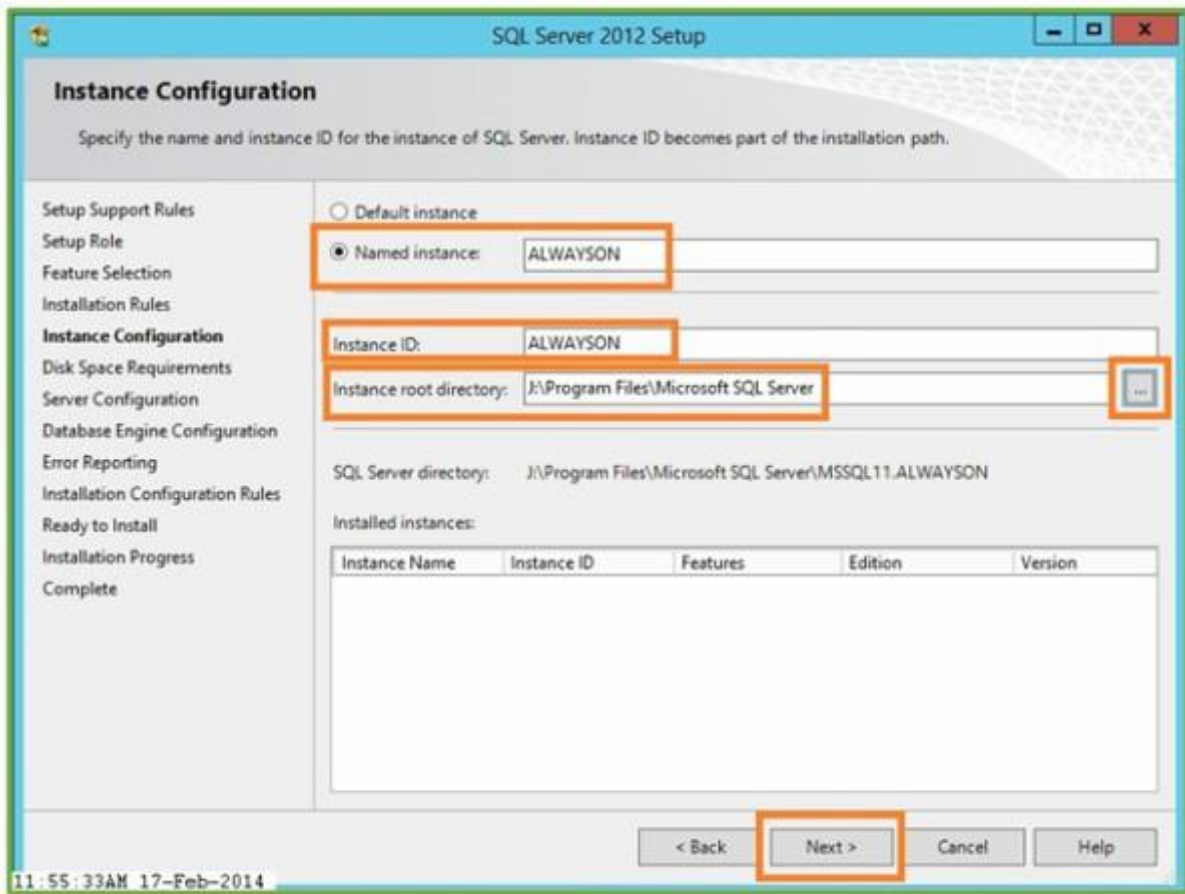 SQL Server 2012 Setup
Instance Configuration
Specify the name and instance ID for the instance of SQL Server. Instance ID becomes part of the installation path.
Setup Support Rules
Setup Role
Feature Selection
Installation Rules
Instance Configuration
Disk Space Requirements
Server Configuration
Database Engine Configuration
Error Reporting
Installation Configuration Rules
Ready to Install
Installation Progress
Complete
Default instance
Named instance: ALWAYSON
Instance ID: ALWAYSON
Instance root directory: J:\Program Files\Microsoft SQL Server ...
SQL Server directory: J:\Program Files\Microsoft SQL Server\MSSQL11.ALWAYSON
Installed instances:
Instance Name Instance ID Features Edition Version
< Back Next > Cancel Help
11:55:33AM 17-Feb-2014